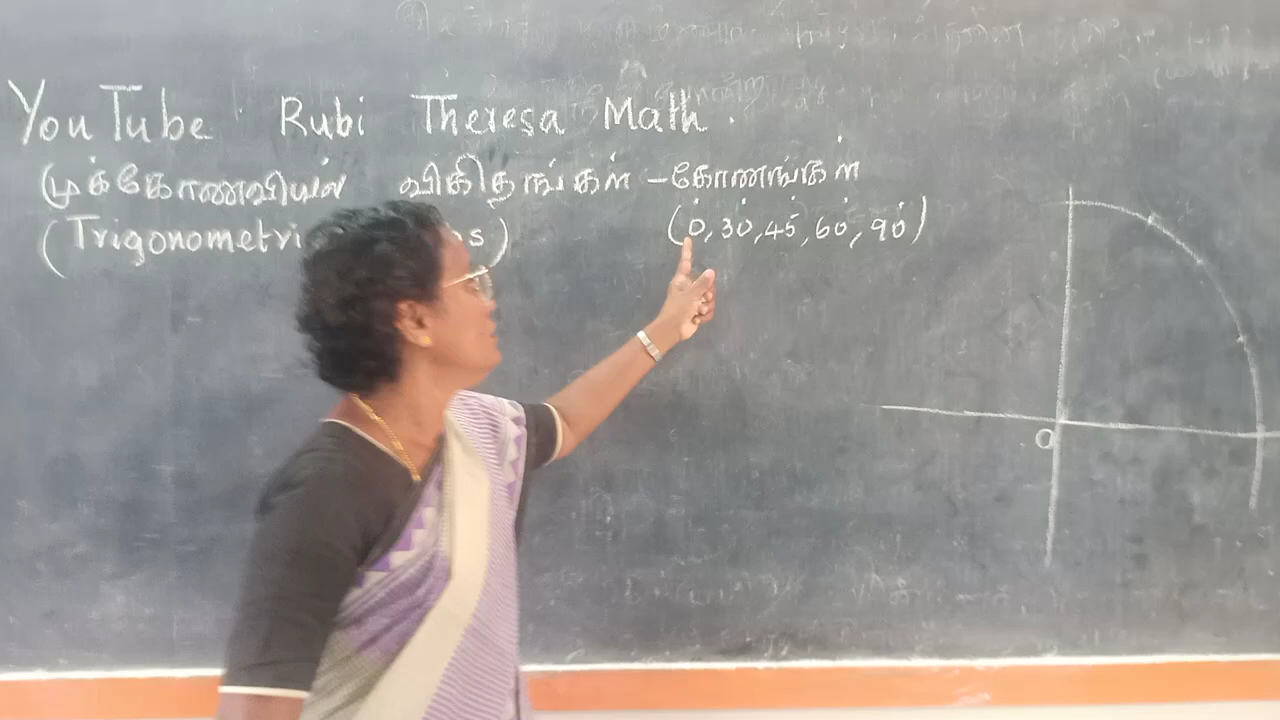 YouTube Rubi Theresa Math.
முக்கோணவியல் விகிதங்கள் – கோணங்கள்
(Trigonometri s) (0°, 30°, 45°, 60°, 90°)
O